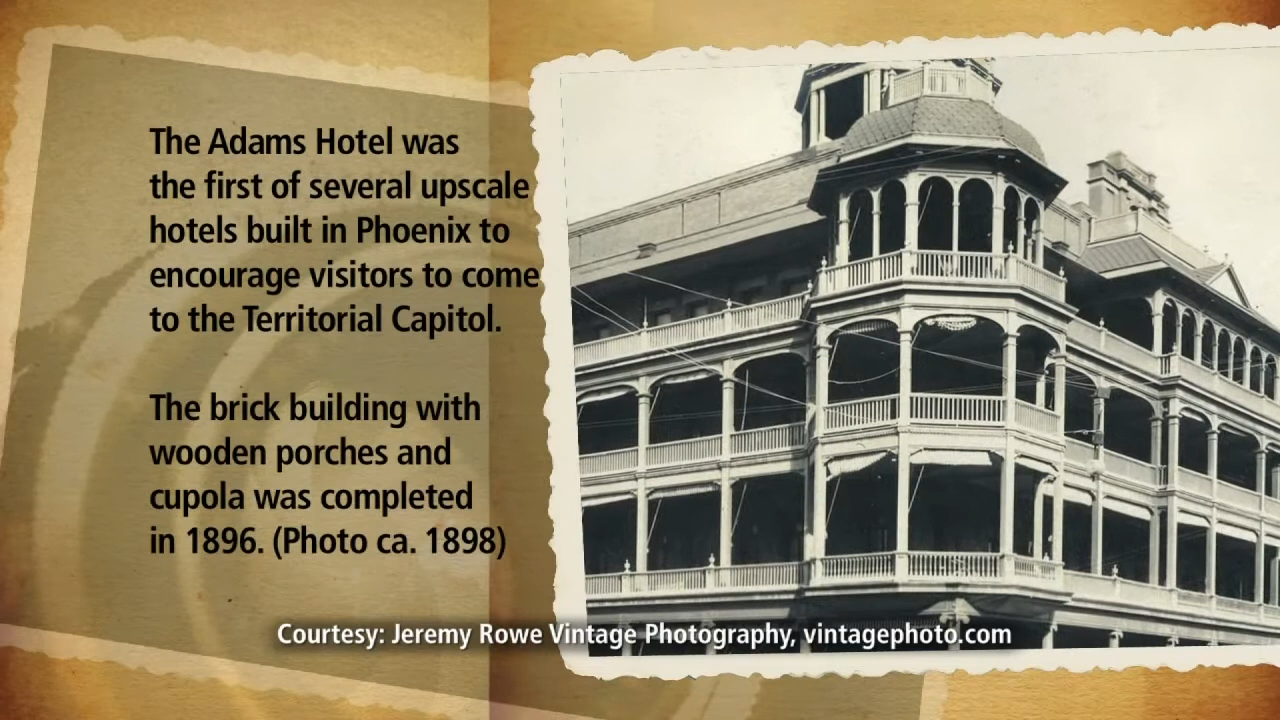 The Adams Hotel was
the first of several upscale
hotels built in Phoenix to
encourage visitors to come
to the Territorial Capitol.
The brick building with
wooden porches and
cupola was completed
in 1896. (Photo ca. 1898)
Courtesy: Jeremy Rowe Vintage Photography, vintagephoto.com